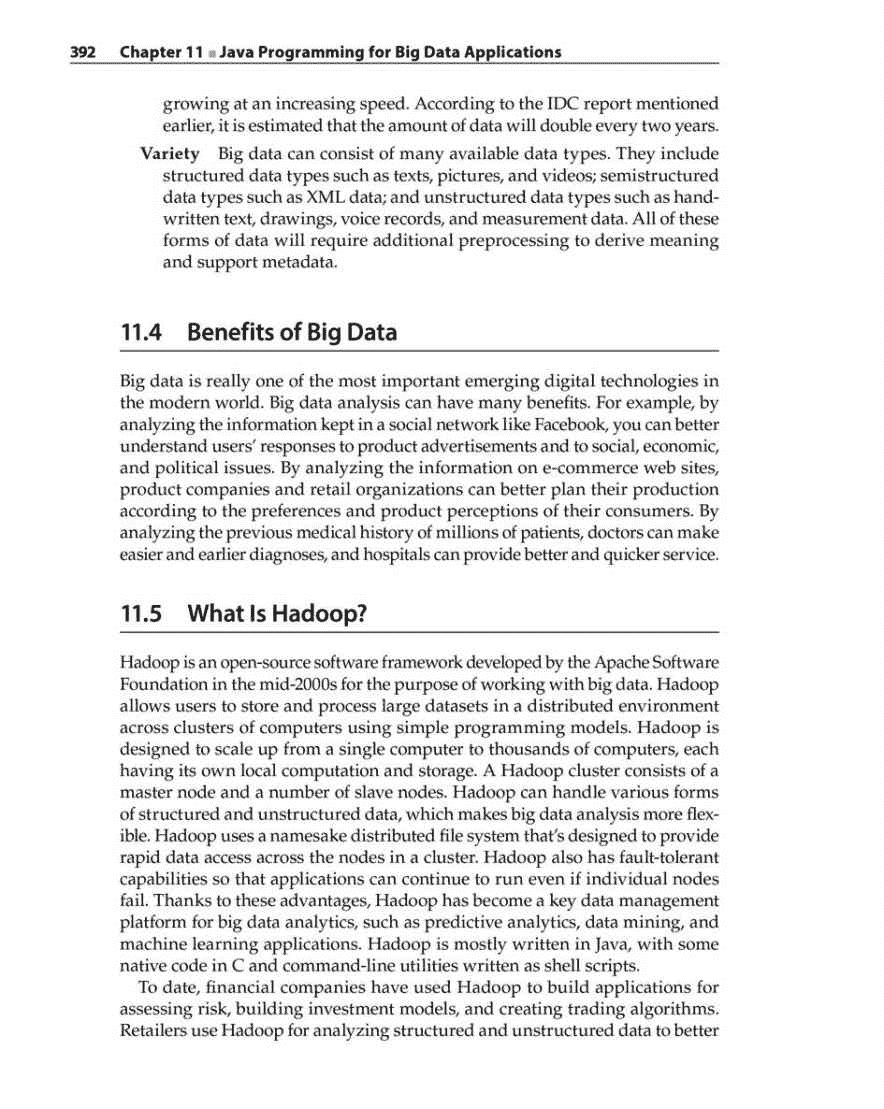 392 Chapter 11 ■ Java Programming for Big Data Applications
growing at an increasing speed. According to the IDC report mentioned
earlier, it is estimated that the amount of data will double every two years.
Variety Big data can consist of many available data types. They include
structured data types such as texts, pictures, and videos; semistructured
data types such as XML data; and unstructured data types such as hand-
written text, drawings, voice records, and measurement data. All of these
forms of data will require additional preprocessing to derive meaning
and support metadata.
11.4 Benefits of Big Data
Big data is really one of the most important emerging digital technologies in
the modern world. Big data analysis can have many benefits. For example, by
analyzing the information kept in a social network like Facebook, you can better
understand users' responses to product advertisements and to social, economic,
and political issues. By analyzing the information on e-commerce web sites,
product companies and retail organizations can better plan their production
according to the preferences and product perceptions of their consumers. By
analyzing the previous medical history of millions of patients, doctors can make
easier and earlier diagnoses, and hospitals can provide better and quicker service.
11.5 What Is Hadoop?
Hadoop is an open-source software framework developed by the Apache Software
Foundation in the mid-2000s for the purpose of working with big data. Hadoop
allows users to store and process large datasets in a distributed environment
across clusters of computers using simple programming models. Hadoop is
designed to scale up from a single computer to thousands of computers, each
having its own local computation and storage. A Hadoop cluster consists of a
master node and a number of slave nodes. Hadoop can handle various forms
of structured and unstructured data, which makes big data analysis more flex-
ible. Hadoop uses a namesake distributed file system that's designed to provide
rapid data access across the nodes in a cluster. Hadoop also has fault-tolerant
capabilities so that applications can continue to run even if individual nodes
fail. Thanks to these advantages, Hadoop has become a key data management
platform for big data analytics, such as predictive analytics, data mining, and
machine learning applications. Hadoop is mostly written in Java, with some
native code in C and command-line utilities written as shell scripts.
To date, financial companies have used Hadoop to build applications for
assessing risk, building investment models, and creating trading algorithms.
Retailers use Hadoop for analyzing structured and unstructured data to better